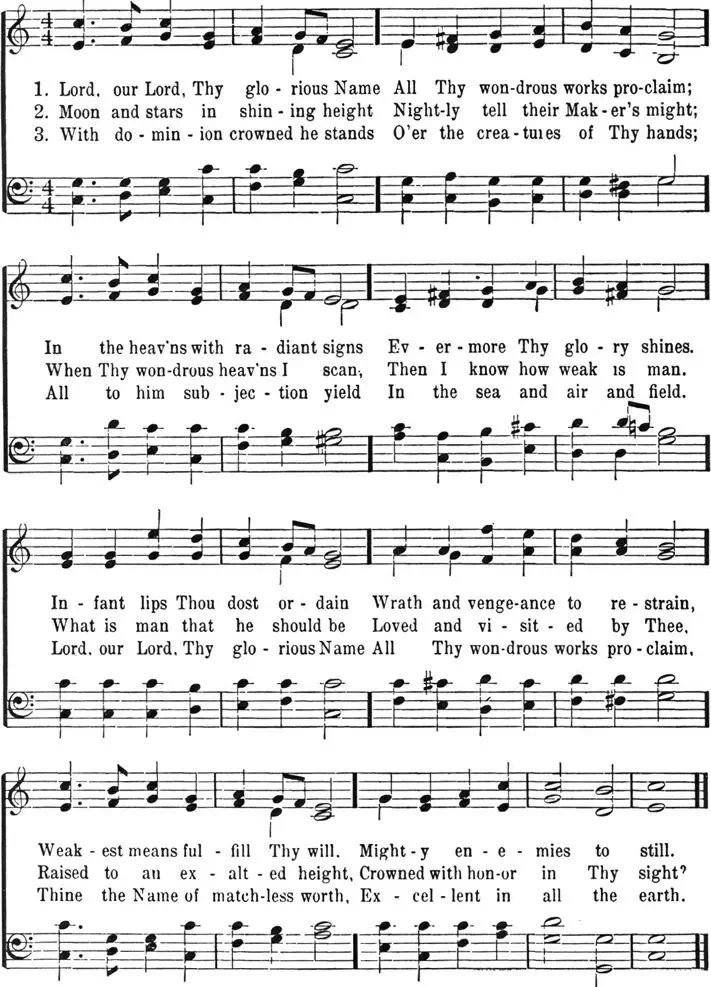 4
4
1. Lord, our Lord, Thy glo - rious Name All Thy won-drous works pro-claim;
2. Moon and stars in shin - ing height Night-ly tell their Mak - er's might;
3. With do - min - ion crowned he stands O'er the crea - tures of Thy hands;
4
4
In the heav'ns with ra - diant signs Ev - er - more Thy glo - ry shines.
When Thy won-drous heav'ns I scan, Then I know how weak is man.
All to him sub - jec - tion yield In the sea and air and field.
In - fant lips Thou dost or - dain Wrath and venge-ance to re - strain,
What is man that he should be Loved and vi - sit - ed by Thee,
Lord, our Lord, Thy glo - rious Name All Thy won-drous works pro - claim,
Weak - est means ful - fill Thy will. Might - y en - e - mies to still.
Raised to an ex - alt - ed height, Crowned with hon-or in Thy sight?
Thine the Name of match-less worth, Ex - cel - lent in all the earth.